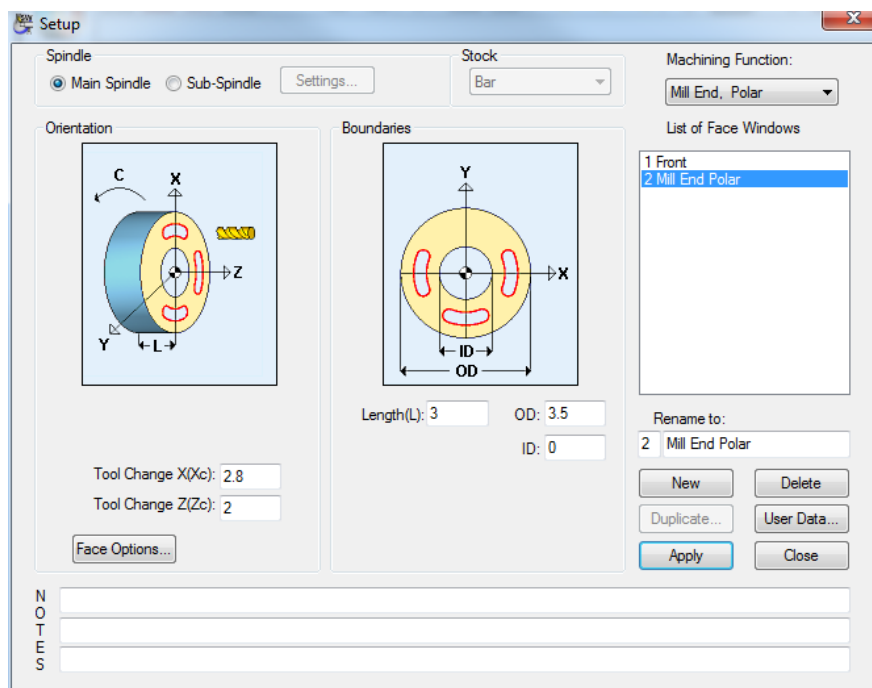 Setup
Spindle
Main Spindle
Sub-Spindle
Settings...
Stock
Bar
Machining Function:
Mill End, Polar
Orientation
C
X
Z
Y
L
Tool Change X(Xc): 2.8
Tool Change Z(Zc): 2
Face Options...
Boundaries
Y
X
ID
OD
Length(L): 3
OD: 3.5
ID: 0
List of Face Windows
1 Front
2 Mill End Polar
Rename to:
2 Mill End Polar
New
Delete
Duplicate...
User Data...
Apply
Close
NOTES